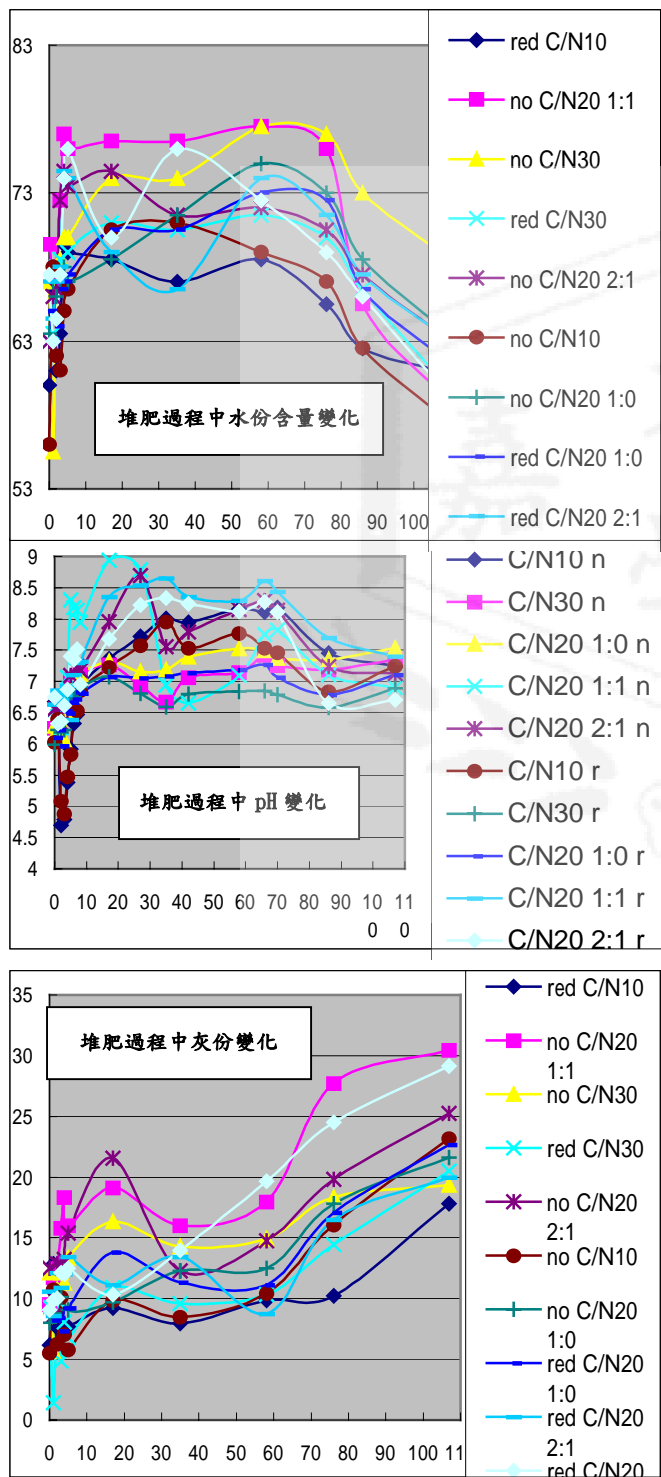 83
73
63
53
0 10 20 30 40 50 60 70 80 90 100
堆肥過程中水份含量變化
red C/N10
no C/N20 1:1
no C/N30
red C/N30
no C/N20 2:1
no C/N10
no C/N20 1:0
red C/N20 1:0
red C/N20 2:1
9
8.5
8
7.5
7
6.5
6
5.5
5
4.5
4
0 10 20 30 40 50 60 70 80 90 10 11
0 0
堆肥過程中 pH 變化
C/N10 n
C/N30 n
C/N20 1:0 n
C/N20 1:1 n
C/N20 2:1 n
C/N10 r
C/N30 r
C/N20 1:0 r
C/N20 1:1 r
C/N20 2:1 r
35
30
25
20
15
10
5
0
0 10 20 30 40 50 60 70 80 90 100 11
堆肥過程中灰份變化
red C/N10
no C/N20
1:1
no C/N30
red C/N30
no C/N20
2:1
no C/N10
no C/N20
1:0
red C/N20
1:0
red C/N20
2:1
red C/N20